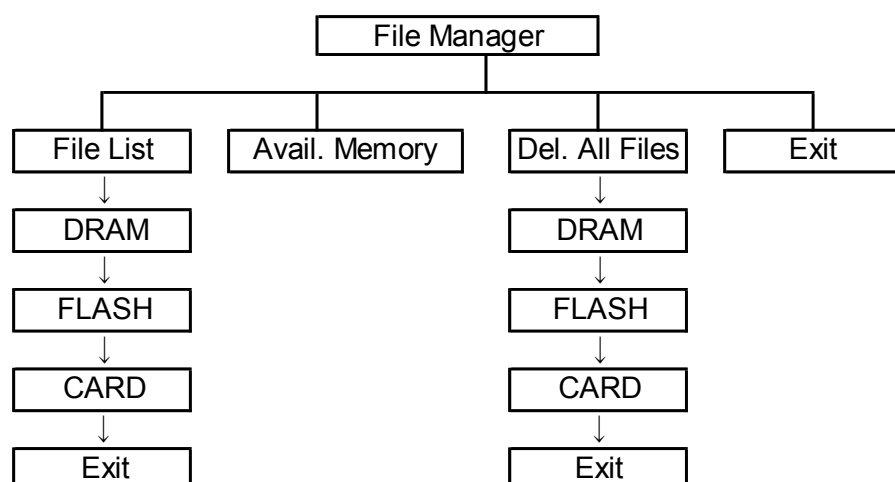 File Manager
File List
Avail. Memory
Del. All Files
Exit
DRAM
DRAM
FLASH
FLASH
CARD
CARD
Exit
Exit